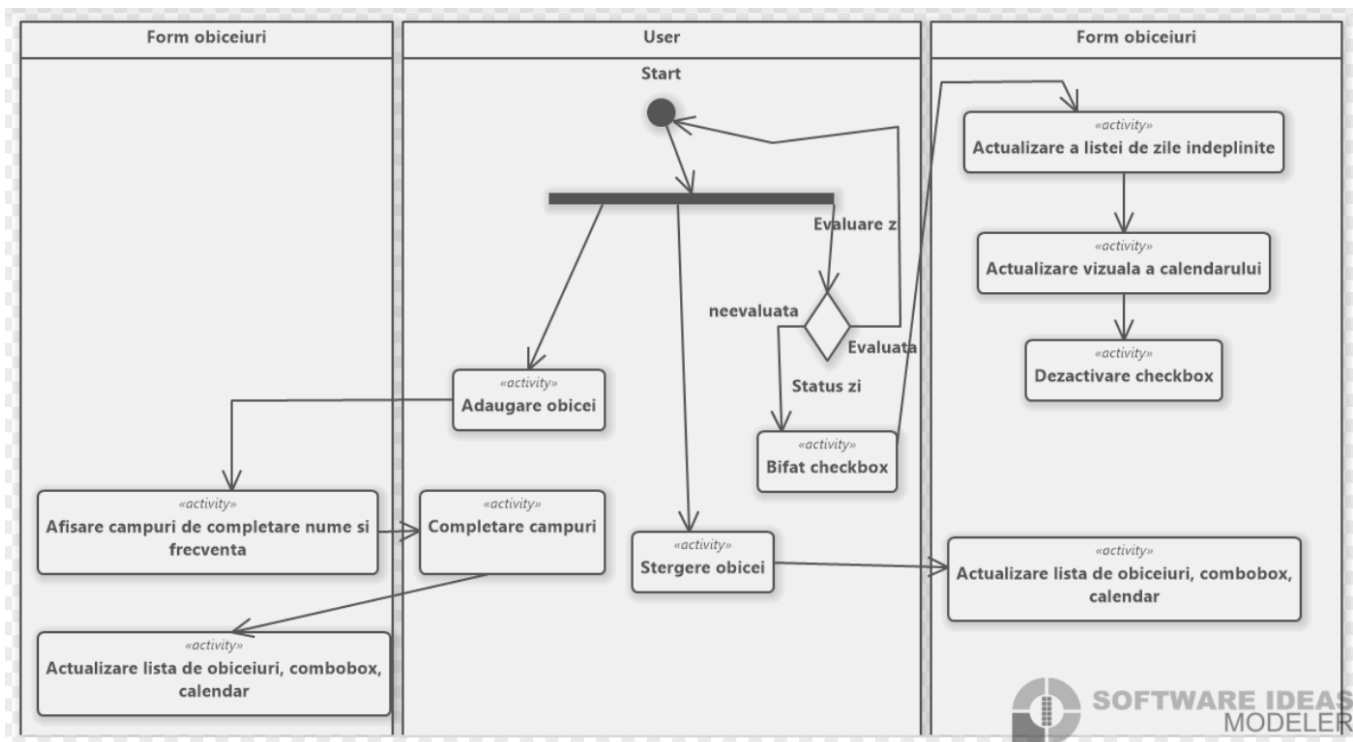 Form obiceiuri
User
Form obiceiuri
Start
«activity»
Actualizare a listei de zile indeplinite
Evaluare z
«activity»
Actualizare vizuala a calendarului
neevaluata
Evaluata
«activity»
Dezactivare checkbox
Status zi
«activity»
Adaugare obicei
«activity»
Bifat checkbox
«activity»
Afisare campuri de completare nume si
frecventa
«activity»
Completare campuri
«activity»
Stergere obicei
«activity»
Actualizare lista de obiceiuri, combobox,
calendar
«activity»
Actualizare lista de obiceiuri, combobox,
calendar
SOFTWARE IDEAS
MODELER